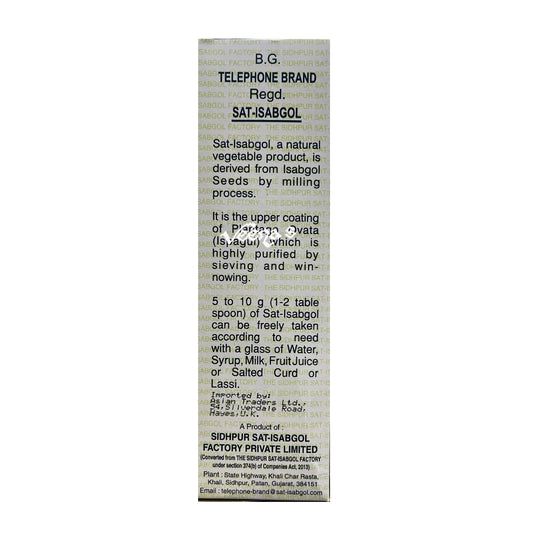 B.G.
TELEPHONE BRAND
Regd.
SAT-ISABGOL
Sat-Isabgol, a natural
vegetable product, is
derived from Isabgol
Seeds by milling
process.
It is the upper coating
of Plantago Ovata
(Ispagul) which is
highly purified by
sieving and win-
nowing.
5 to 10 g (1-2 table
spoon) of Sat-Isabgol
can be freely taken
according to need
with a glass of Water,
Syrup, Milk, Fruit Juice
or Salted Curd or
Lassi.
Imported by:
Asian Traders Ltd.,
54, Silverdale Road,
Hayes, U.K.
A Product of :
SIDHPUR SAT-ISABGOL
FACTORY PRIVATE LIMITED
(Converted from THE SIDHPUR SAT-ISABGOL FACTORY
under section 374(b) of Companies Act, 2013)
Plant : State Highway, Khali Char Rasta,
Khali, Sidhpur, Patan, Gujarat, 384151
Email : telephone-brand@sat-isabgol.com